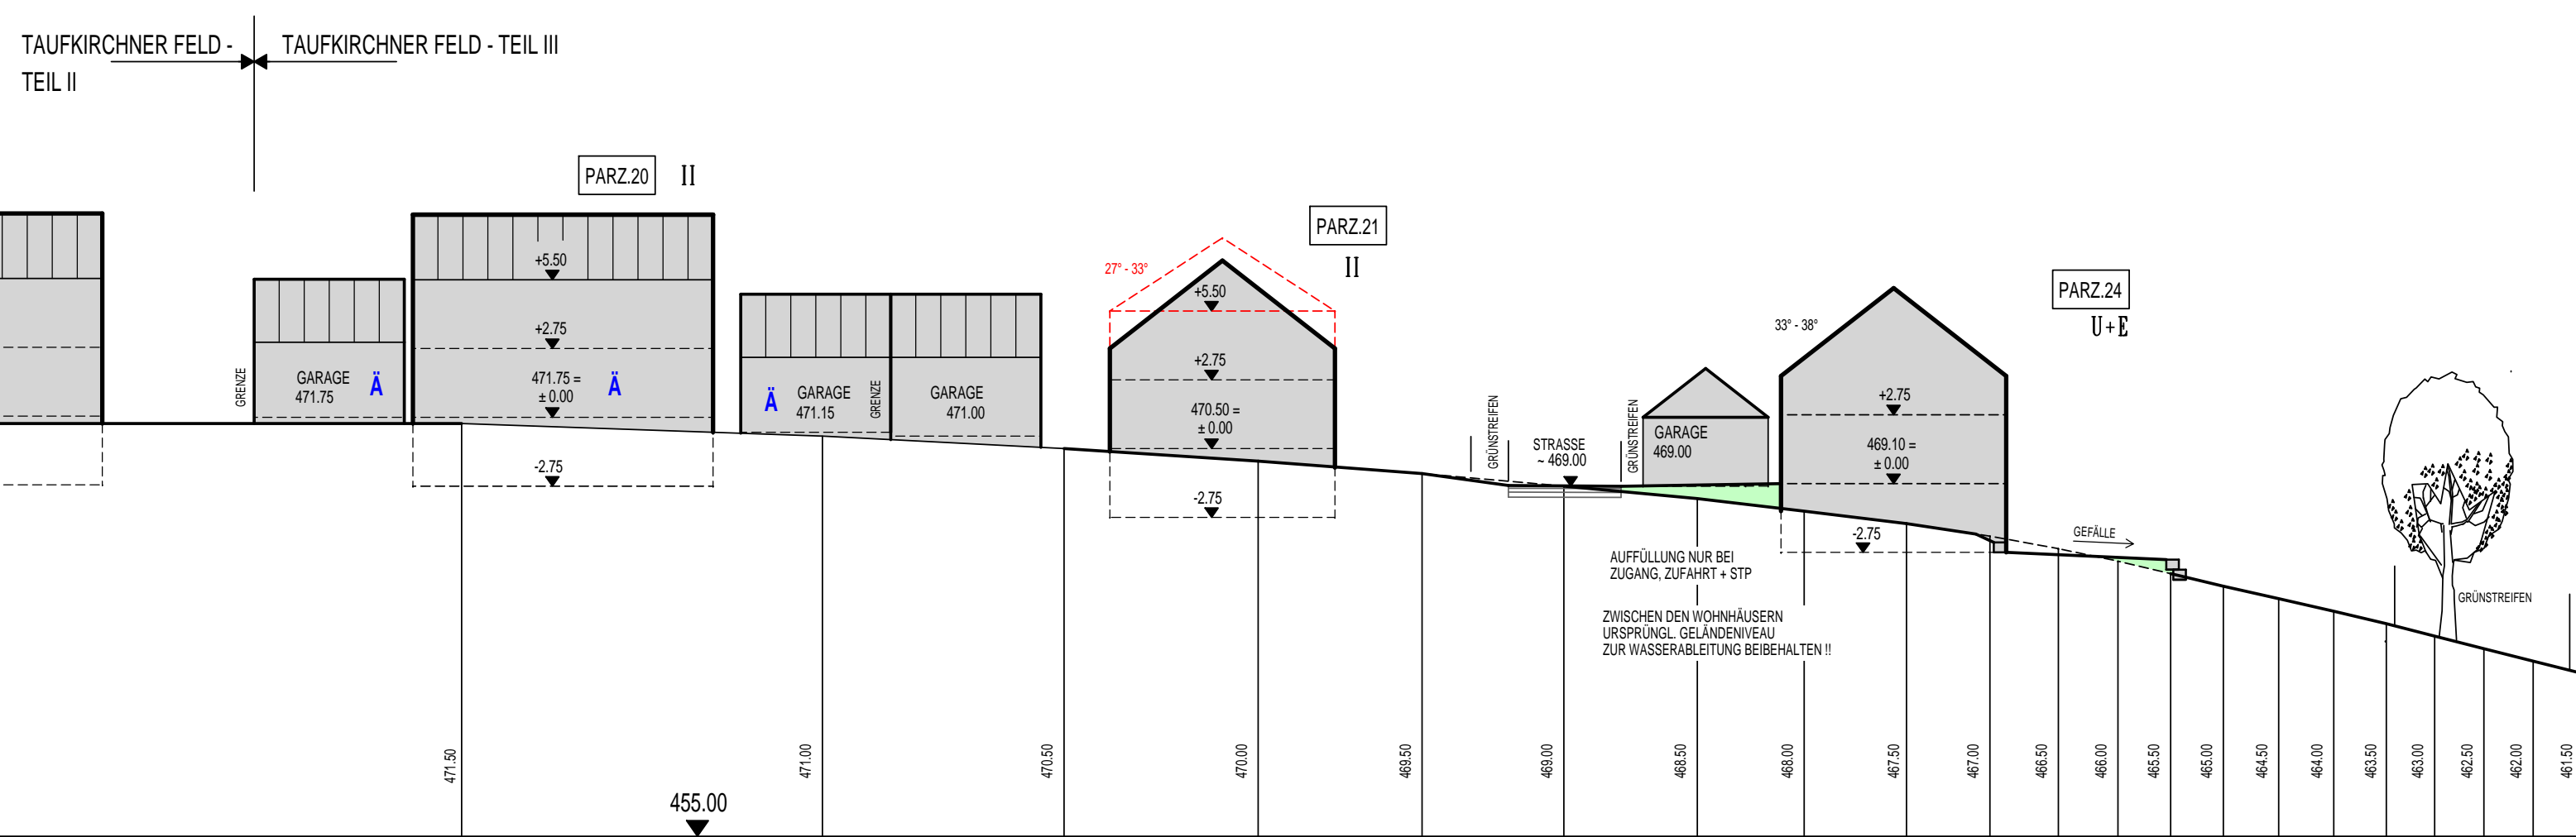 TAUFKIRCHNER FELD -
TEIL II
TAUFKIRCHNER FELD - TEIL III
PARZ.20 II
PARZ.21
II
PARZ.24
U+E
GRENZE
GARAGE
471.75
Ä
+5.50
+2.75
471.75 =
± 0.00
Ä
-2.75
Ä
GARAGE
471.15
GRENZE
GARAGE
471.00
27° - 33°
+5.50
+2.75
470.50 =
± 0.00
-2.75
GRÜNSTREIFEN
STRASSE
~ 469.00
GRÜNSTREIFEN
GARAGE
469.00
33° - 38°
+2.75
469.10 =
± 0.00
-2.75
GEFÄLLE
GRÜNSTREIFEN
AUFFÜLLUNG NUR BEI
ZUGANG, ZUFAHRT + STP
ZWISCHEN DEN WOHNHÄUSERN
URSPRÜNGL. GELÄNDENIVEAU
ZUR WASSERABLEITUNG BEIBEHALTEN !!
471.50
471.00
470.50
470.00
469.50
469.00
468.50
468.00
467.50
467.00
466.50
466.00
465.50
465.00
464.50
464.00
463.50
463.00
462.50
462.00
461.50
455.00